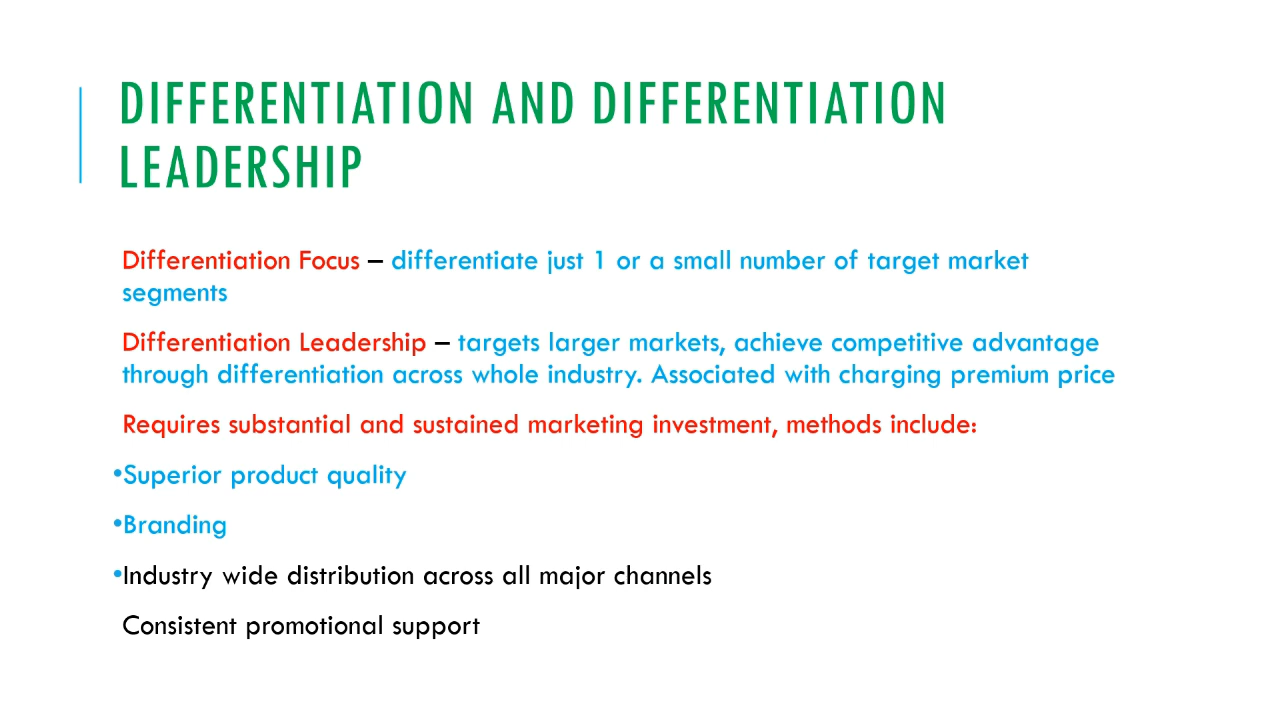 DIFFERENTIATION AND DIFFERENTIATION
LEADERSHIP
Differentiation Focus – differentiate just 1 or a small number of target market
segments
Differentiation Leadership – targets larger markets, achieve competitive advantage
through differentiation across whole industry. Associated with charging premium price
Requires substantial and sustained marketing investment, methods include:
•Superior product quality
•Branding
•Industry wide distribution across all major channels
Consistent promotional support